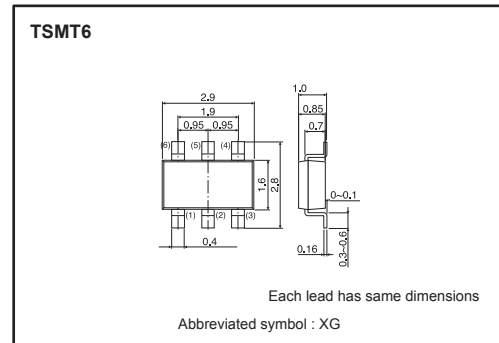 TSMT6
2.9
1.9
0.95 0.95
(6) (5) (4)
(1) (2) (3)
0.4
1.6
2.8
1.0
0.85
0.7
0~0.1
0.16
0.3~0.6
Each lead has same dimensions
Abbreviated symbol : XG